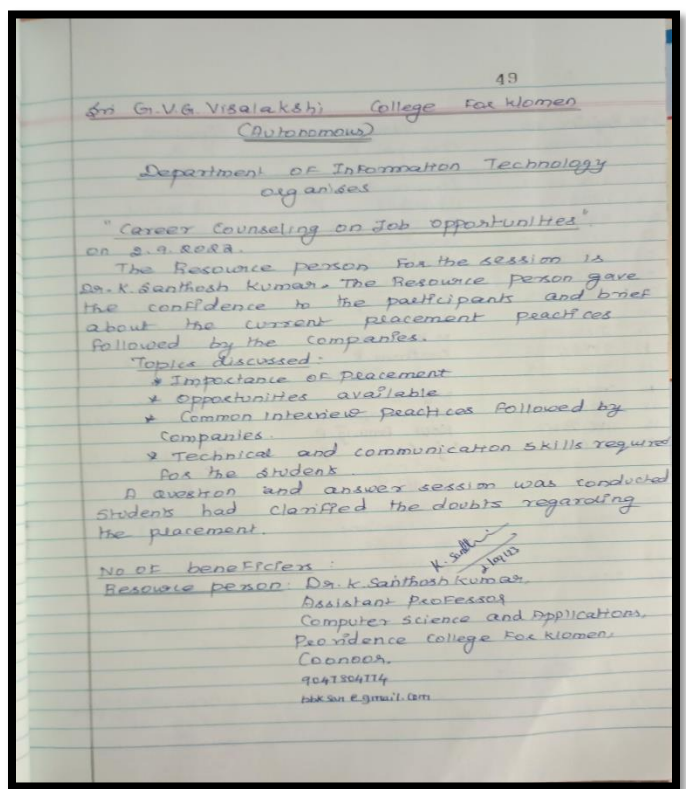 49
Sri G.V.G. Visalakshi College For Women
(Autonomous)
Department of Information Technology
organises
"Career Counseling on Job opportunities"
on 2.9.2022.
The Resource person For the session is
Dr. K. Santhosh Kumar. The Resource person gave
the confidence to the participants and brief
about the current placement practices
Followed by the companies.
Topics discussed:
* Importance of Placement
* Opportunities available
* Common Interview practices followed by
companies.
* Technical and communication skills required
for the student.
A question and answer session was conducted
Students had clarified the doubts regarding
the placement.
No of beneficiers :
Resource person: Dr. K. Santhosh Kumar,
Assistant Professor
Computer Science and Applications,
Providence College For Women,
Coonoor.